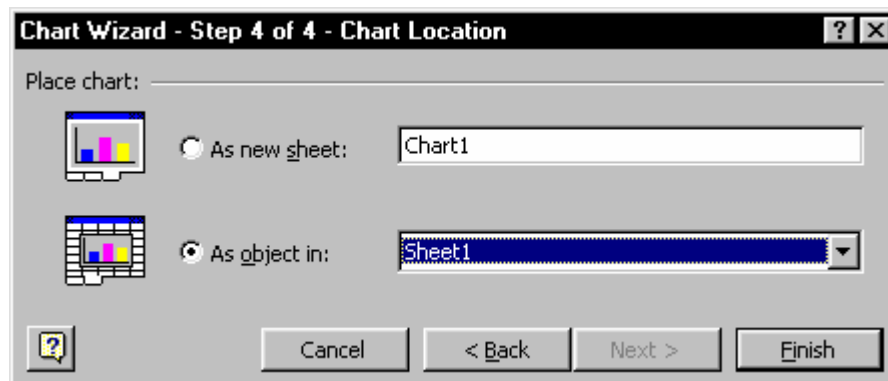 Chart Wizard - Step 4 of 4 - Chart Location
Place chart:
As new sheet: Chart1
As object in: Sheet1
Cancel < Back Next > Finish